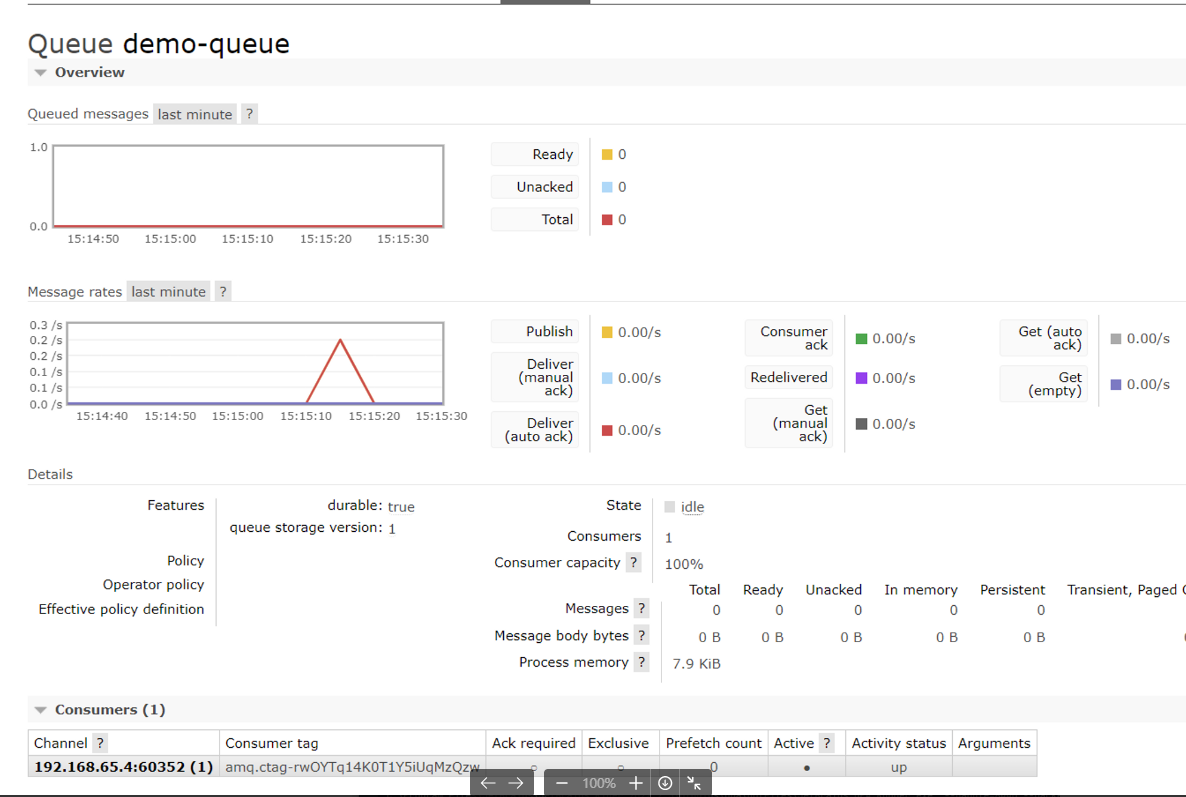 Queue demo-queue
Overview
Queued messages last minute ?
1.0
0.0
15:14:50 15:15:00 15:15:10 15:15:20 15:15:30
Ready 0
Unacked 0
Total 0
Message rates last minute ?
0.3 /s
0.2 /s
0.2 /s
0.1 /s
0.1 /s
0.0 /s
15:14:40 15:14:50 15:15:00 15:15:10 15:15:20 15:15:30
Publish 0.00/s
Deliver
(manual 0.00/s
ack)
Deliver
(auto ack) 0.00/s
Consumer
ack 0.00/s
Redelivered 0.00/s
Get
(manual 0.00/s
ack)
Get (auto
ack) 0.00/s
Get
(empty) 0.00/s
Details
Features durable: true
queue storage version: 1
Policy
Operator policy
Effective policy definition
State idle
Consumers 1
Consumer capacity ? 100%
Total Ready Unacked In memory Persistent Transient, Paged
Messages ? 0 0 0 0 0
Message body bytes ? 0 B 0 B 0 B 0 B 0 B
Process memory ? 7.9 KiB
Consumers (1)
Channel ? Consumer tag Ack required Exclusive Prefetch count Active ? Activity status Arguments
192.168.65.4:60352 (1) amq.ctag-rwOYTq14K0T1Y5iUqMzQzw ○ ○ 0 ● up
100%